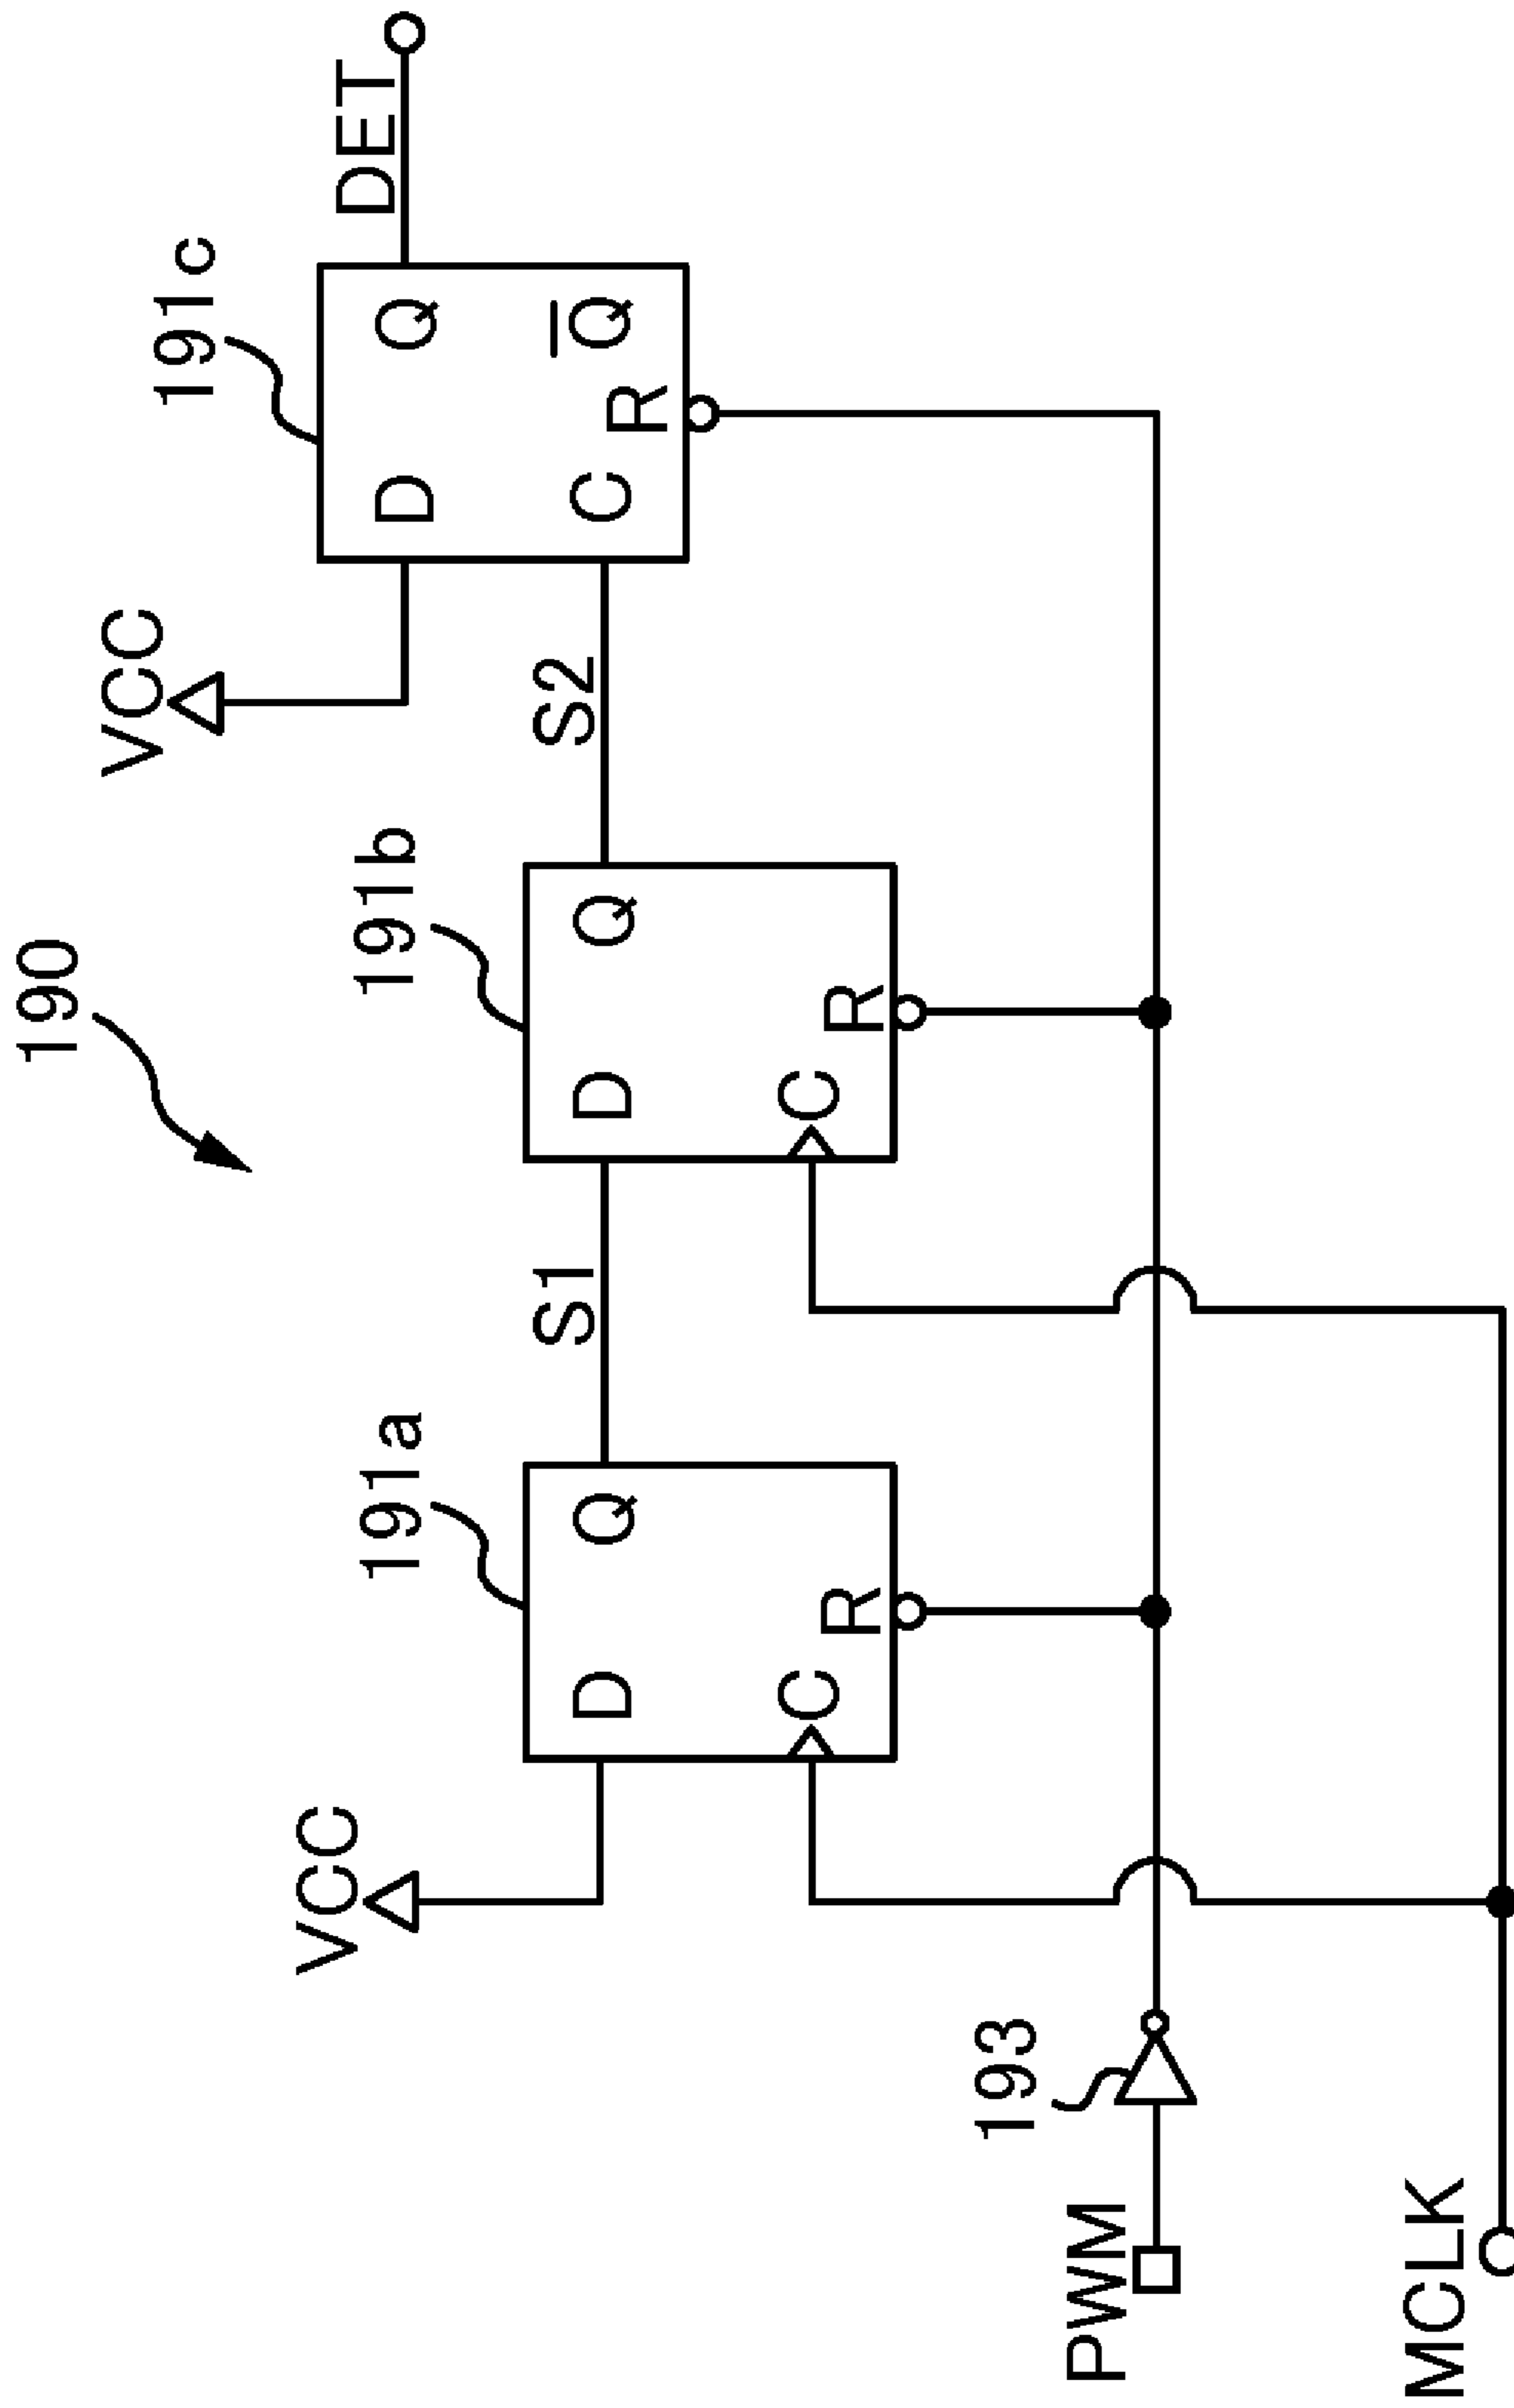 190
VCC
191c
D
Q
C
R
Q̅
DET
VCC
191a
D
Q
C
R
S1
191b
D
Q
C
R
S2
193
PWM
MCLK